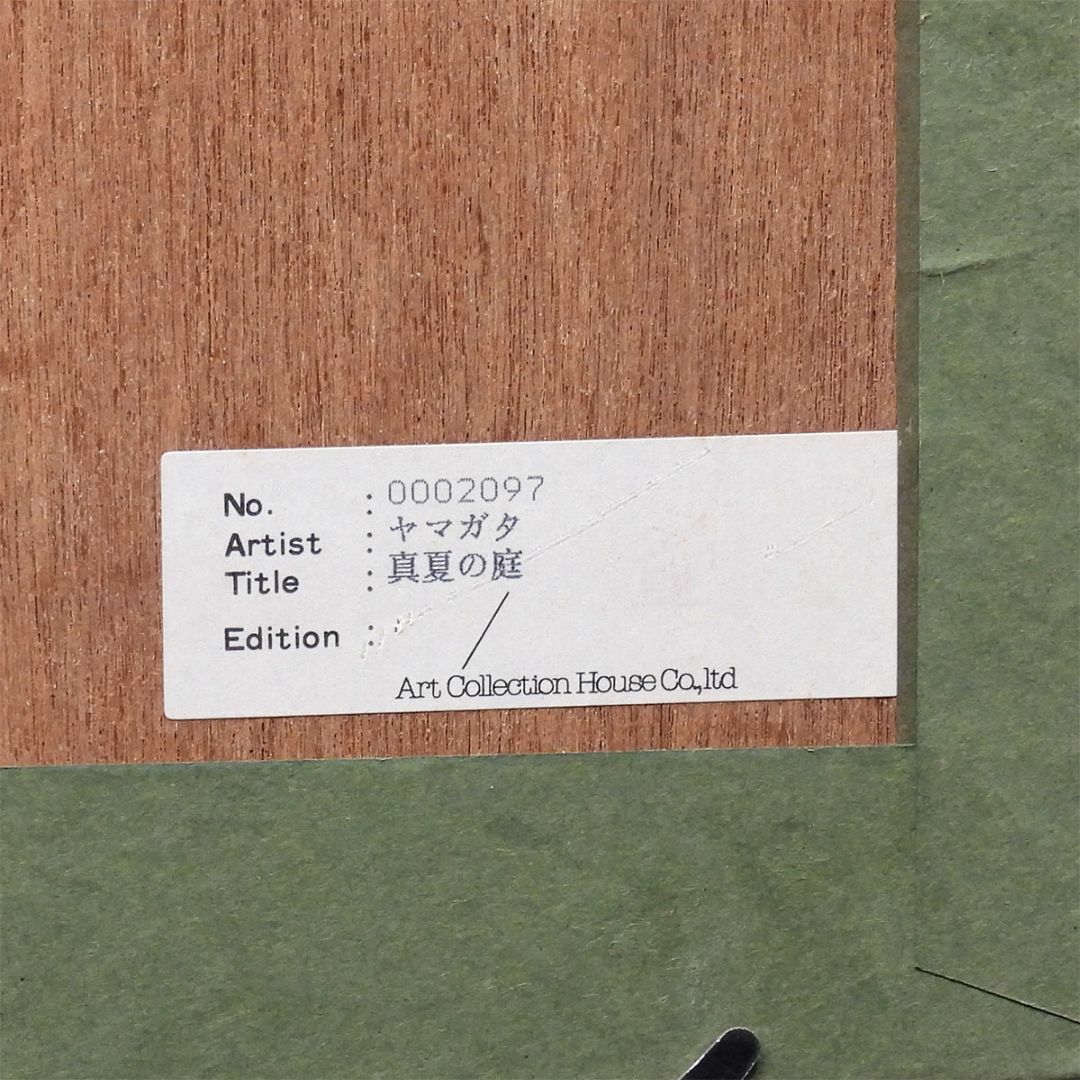 No. : 0002097
Artist : ヤマガタ
Title : 真夏の庭
Edition :
Art Collection House Co.,ltd